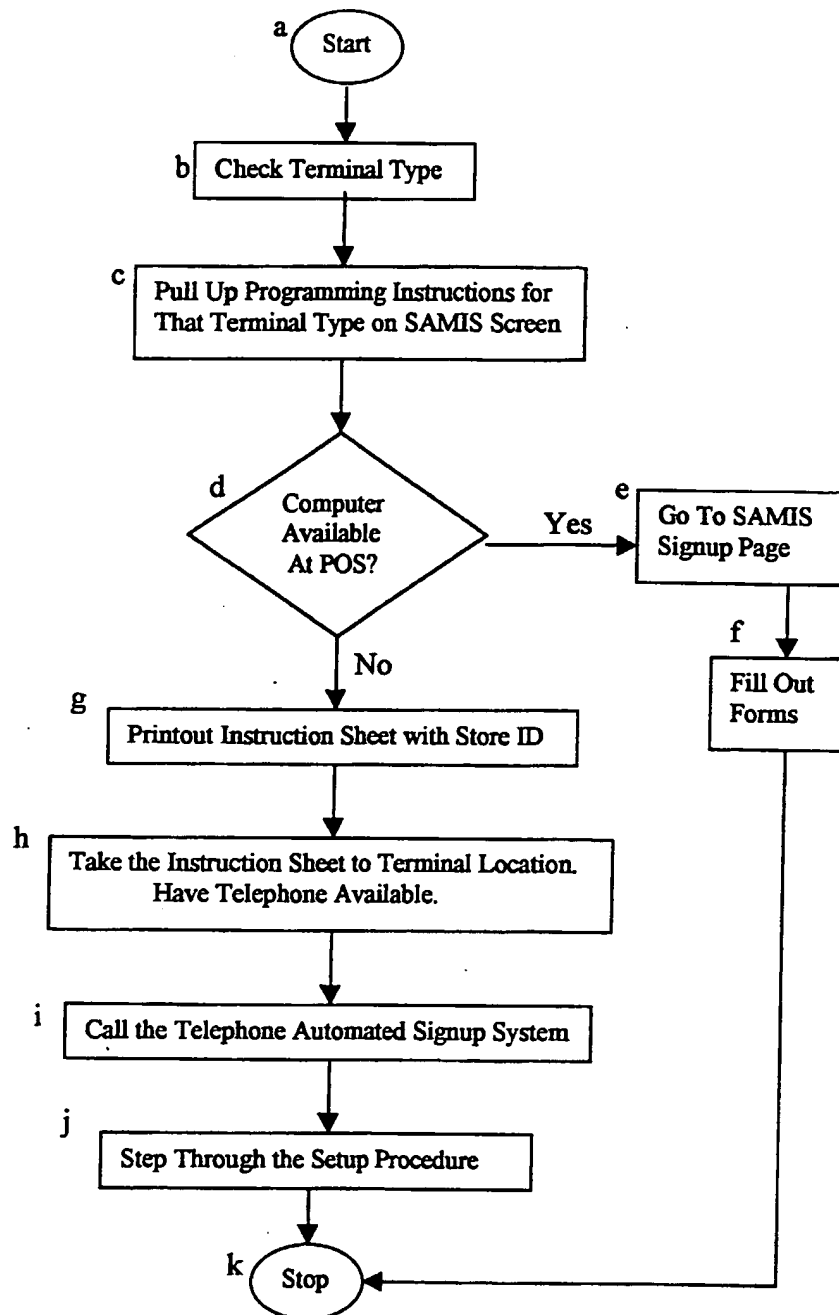 a
Start
b
Check Terminal Type
c
Pull Up Programming Instructions for
That Terminal Type on SAMIS Screen
d
Computer
Available
At POS?
Yes
e
Go To SAMIS
Signup Page
f
Fill Out
Forms
No
g
Printout Instruction Sheet with Store ID
h
Take the Instruction Sheet to Terminal Location.
Have Telephone Available.
i
Call the Telephone Automated Signup System
j
Step Through the Setup Procedure
k
Stop